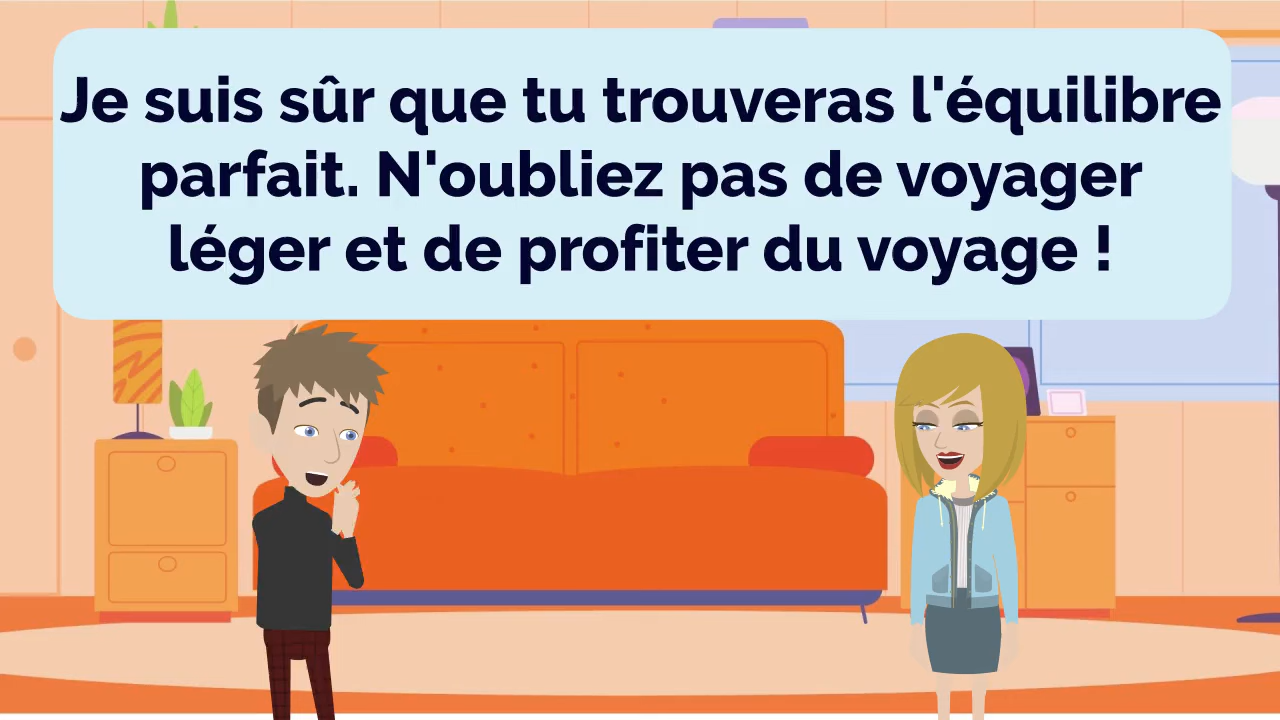 Je suis sûr que tu trouveras l'équilibre
parfait. N'oubliez pas de voyager
léger et de profiter du voyage !